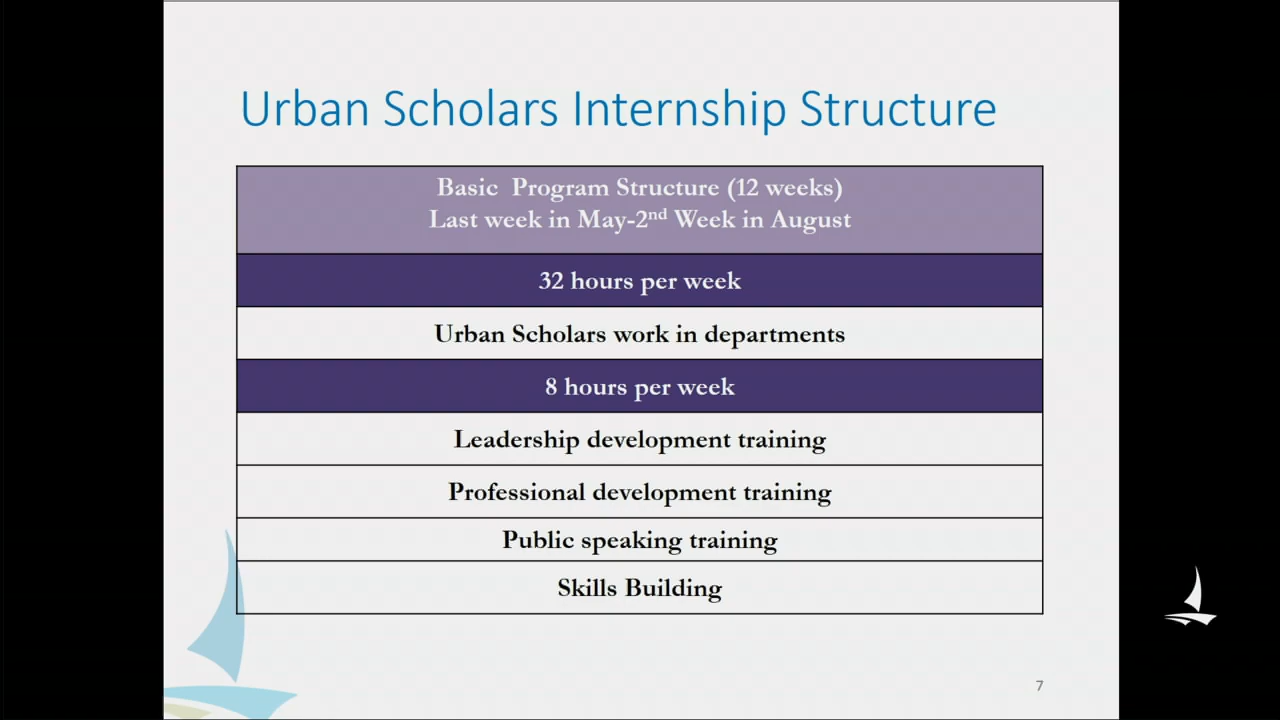 Urban Scholars Internship Structure
Basic Program Structure (12 weeks)
Last week in May-2nd Week in August
32 hours per week
Urban Scholars work in departments
8 hours per week
Leadership development training
Professional development training
Public speaking training
Skills Building
7